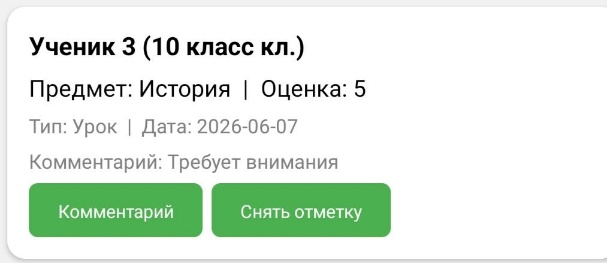 Ученик 3 (10 класс кл.)
Предмет: История | Оценка: 5
Тип: Урок | Дата: 2026-06-07
Комментарий: Требует внимания
Комментарий Снять отметку